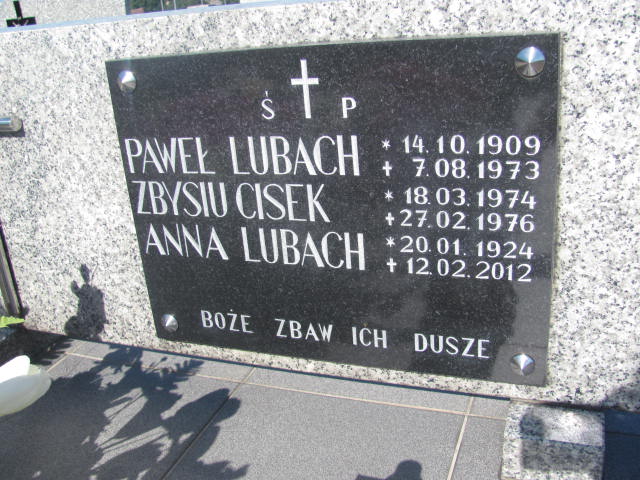 Ś P
PAWEŁ LUBACH * 14.10.1909
✝ 7.08.1973
ZBYSIU CISEK * 18.03.1974
✝ 27.02.1976
ANNA LUBACH * 20.01.1924
✝ 12.02.2012
BOŻE ZBAW ICH DUSZE